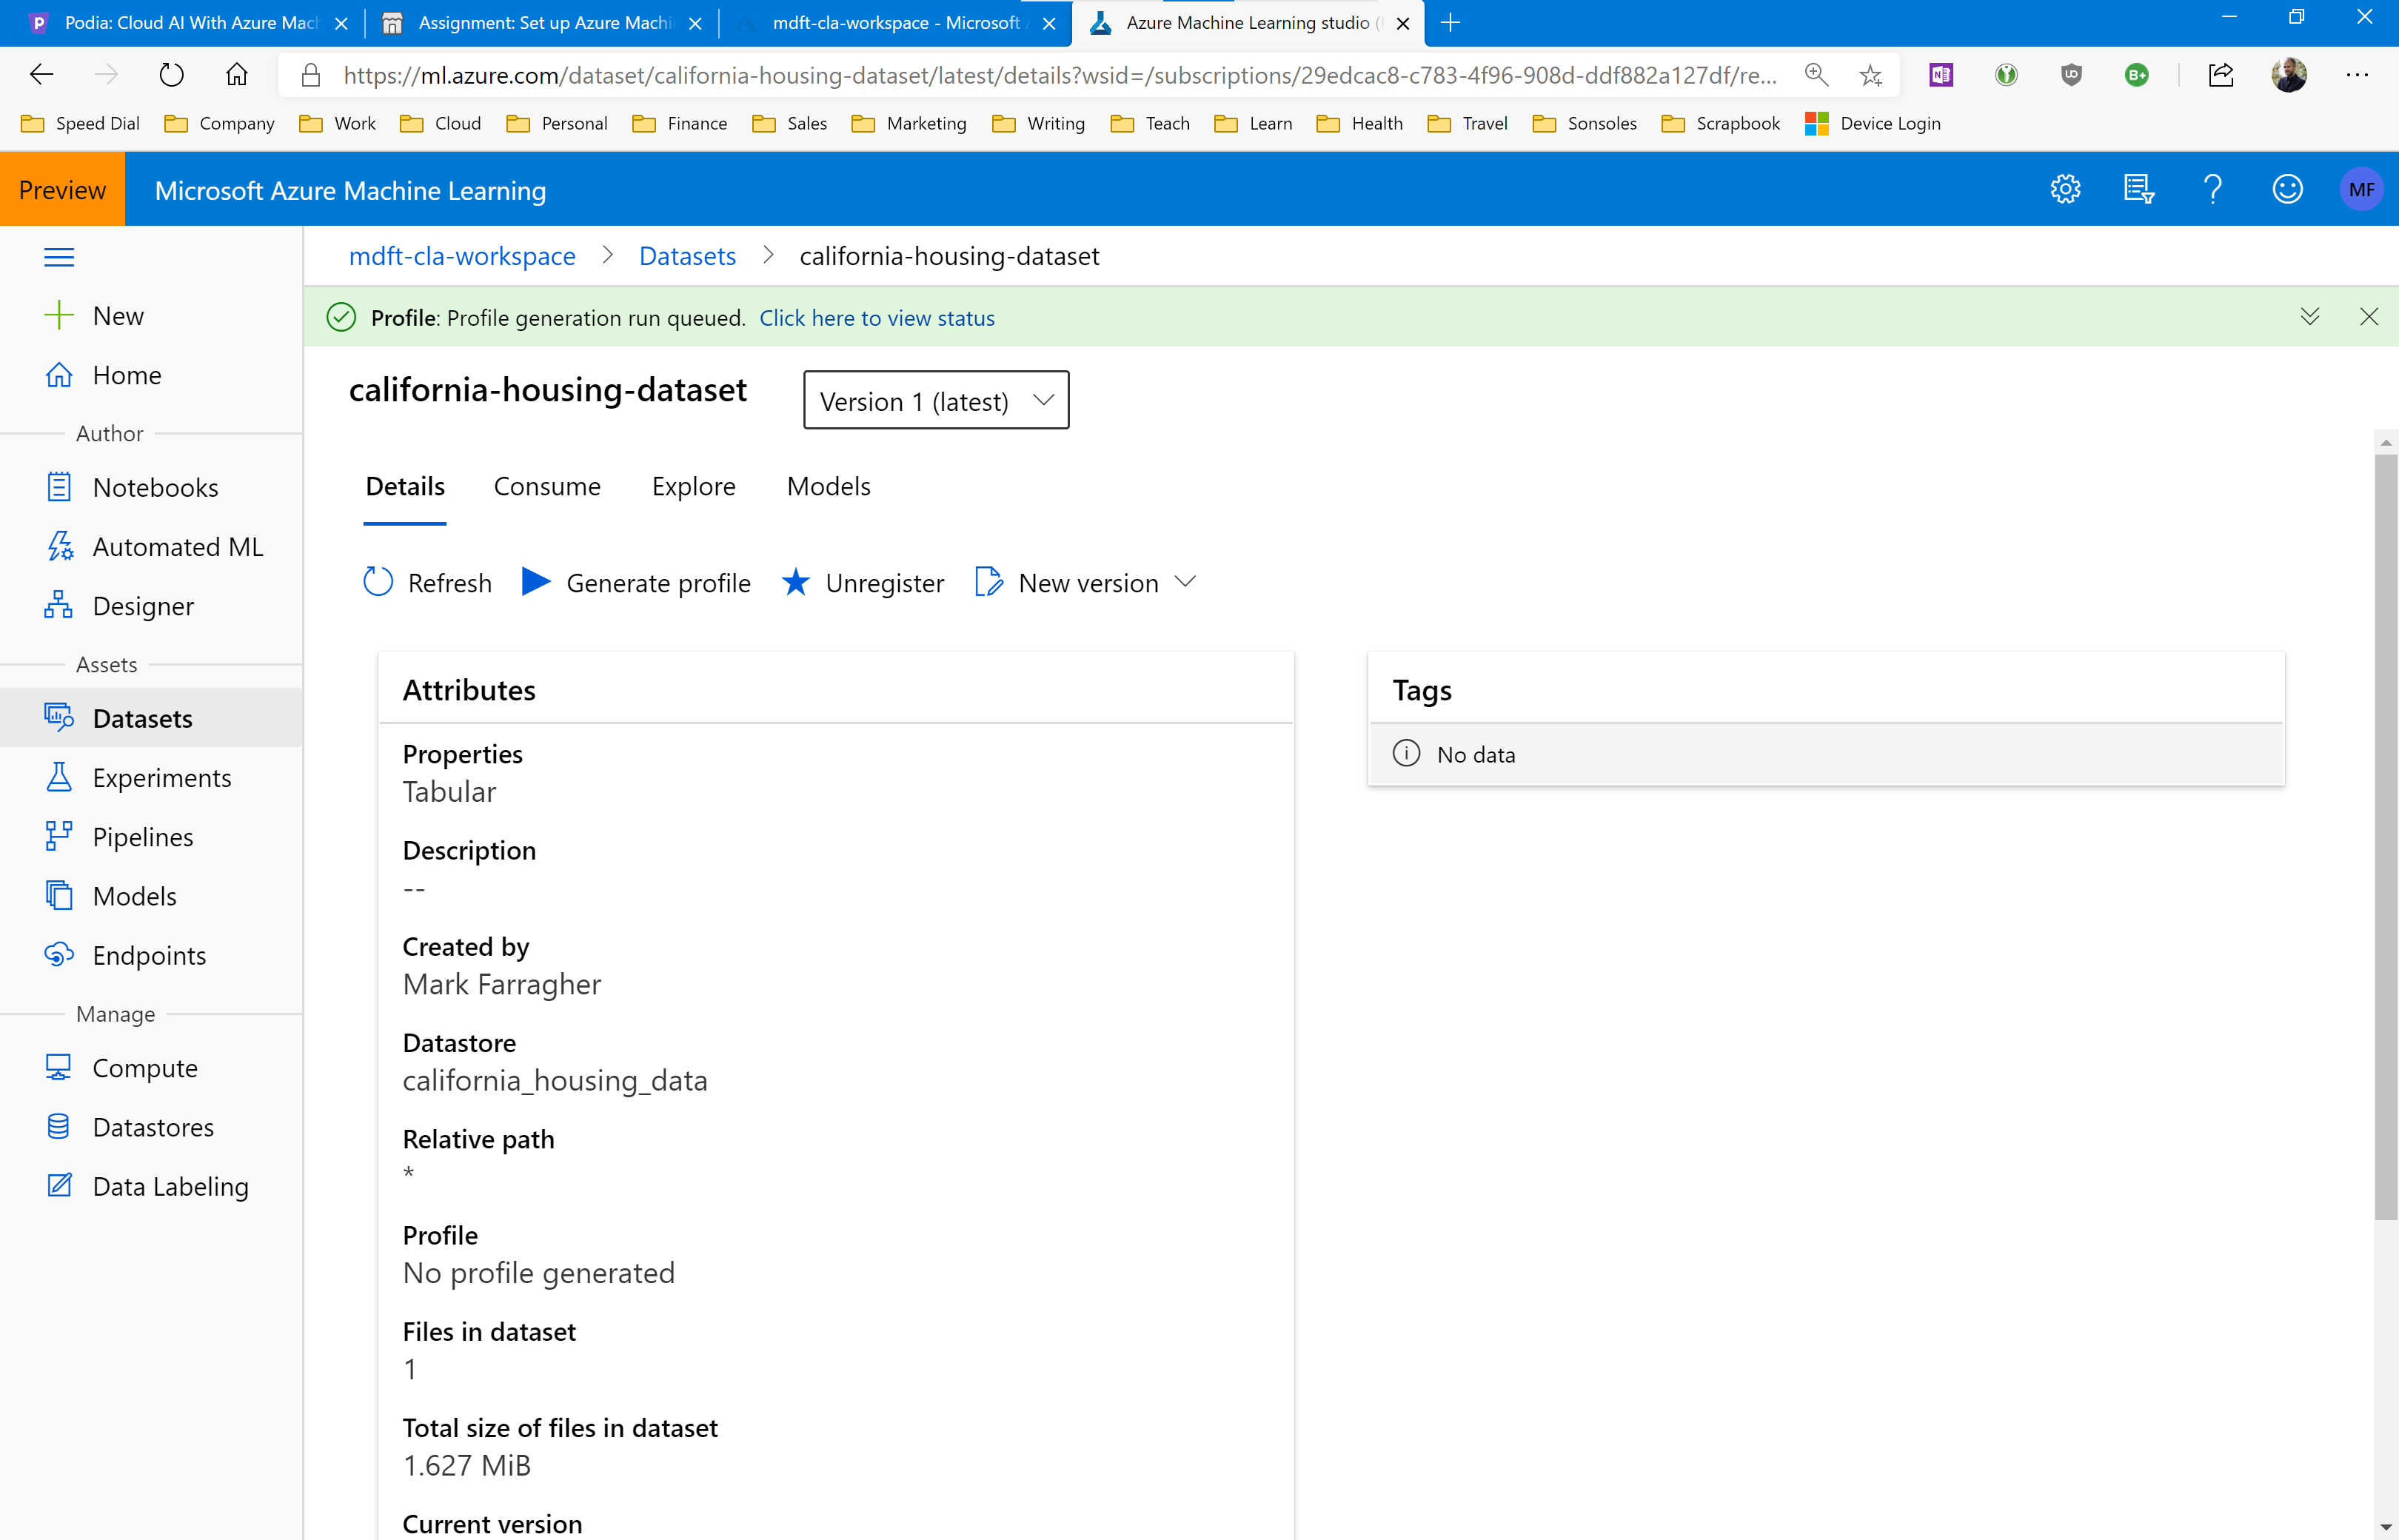 Podia: Cloud AI With Azure Mach
Assignment: Set up Azure Machi
mdft-cla-workspace - Microsoft A
Azure Machine Learning studio (
https://ml.azure.com/dataset/california-housing-dataset/latest/details?wsid=/subscriptions/29edcac8-c783-4f96-908d-ddf882a127df/re...
Speed Dial
Company
Work
Cloud
Personal
Finance
Sales
Marketing
Writing
Teach
Learn
Health
Travel
Sonsoles
Scrapbook
Device Login
Preview
Microsoft Azure Machine Learning
MF
mdft-cla-workspace > Datasets > california-housing-dataset
New
Home
Author
Notebooks
Automated ML
Designer
Assets
Datasets
Experiments
Pipelines
Models
Endpoints
Manage
Compute
Datastores
Data Labeling
Profile: Profile generation run queued. Click here to view status
california-housing-dataset
Version 1 (latest)
Details
Consume
Explore
Models
Refresh
Generate profile
Unregister
New version
Attributes
Properties
Tabular
Description
--
Created by
Mark Farragher
Datastore
california_housing_data
Relative path
*
Profile
No profile generated
Files in dataset
1
Total size of files in dataset
1.627 MiB
Current version
Tags
No data